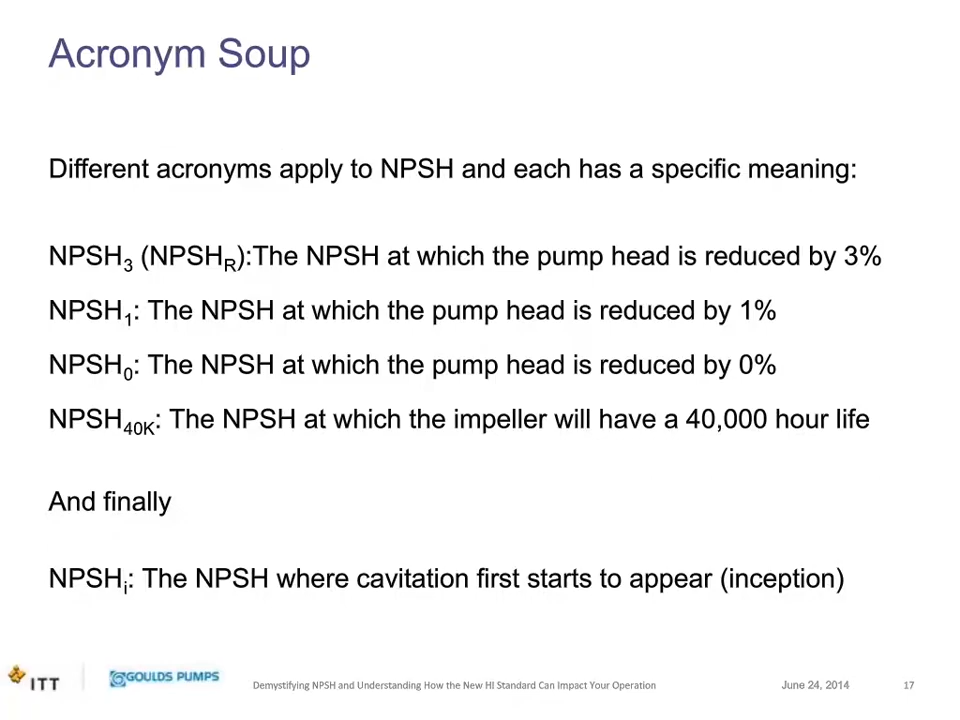 Acronym Soup
Different acronyms apply to NPSH and each has a specific meaning:
NPSH3 (NPSHR):The NPSH at which the pump head is reduced by 3%
NPSH1: The NPSH at which the pump head is reduced by 1%
NPSH0: The NPSH at which the pump head is reduced by 0%
NPSH40K: The NPSH at which the impeller will have a 40,000 hour life
And finally
NPSHi: The NPSH where cavitation first starts to appear (inception)
ITT
GOULDS PUMPS
Demystifying NPSH and Understanding How the New HI Standard Can Impact Your Operation
June 24, 2014
17